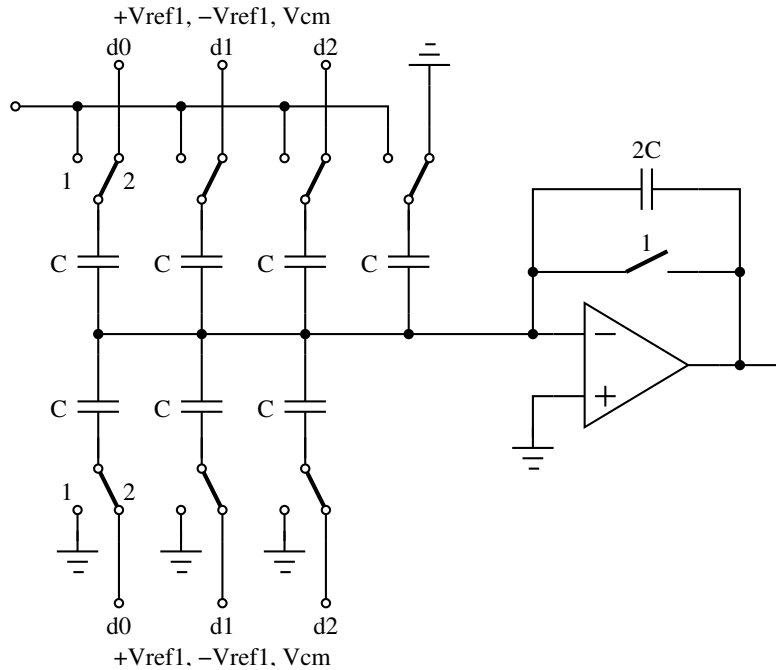 +Vref1, −Vref1, Vcm
d0 d1 d2
2C
1 2 1
C C C C
−
C C C +
1 2
d0 d1 d2
+Vref1, −Vref1, Vcm